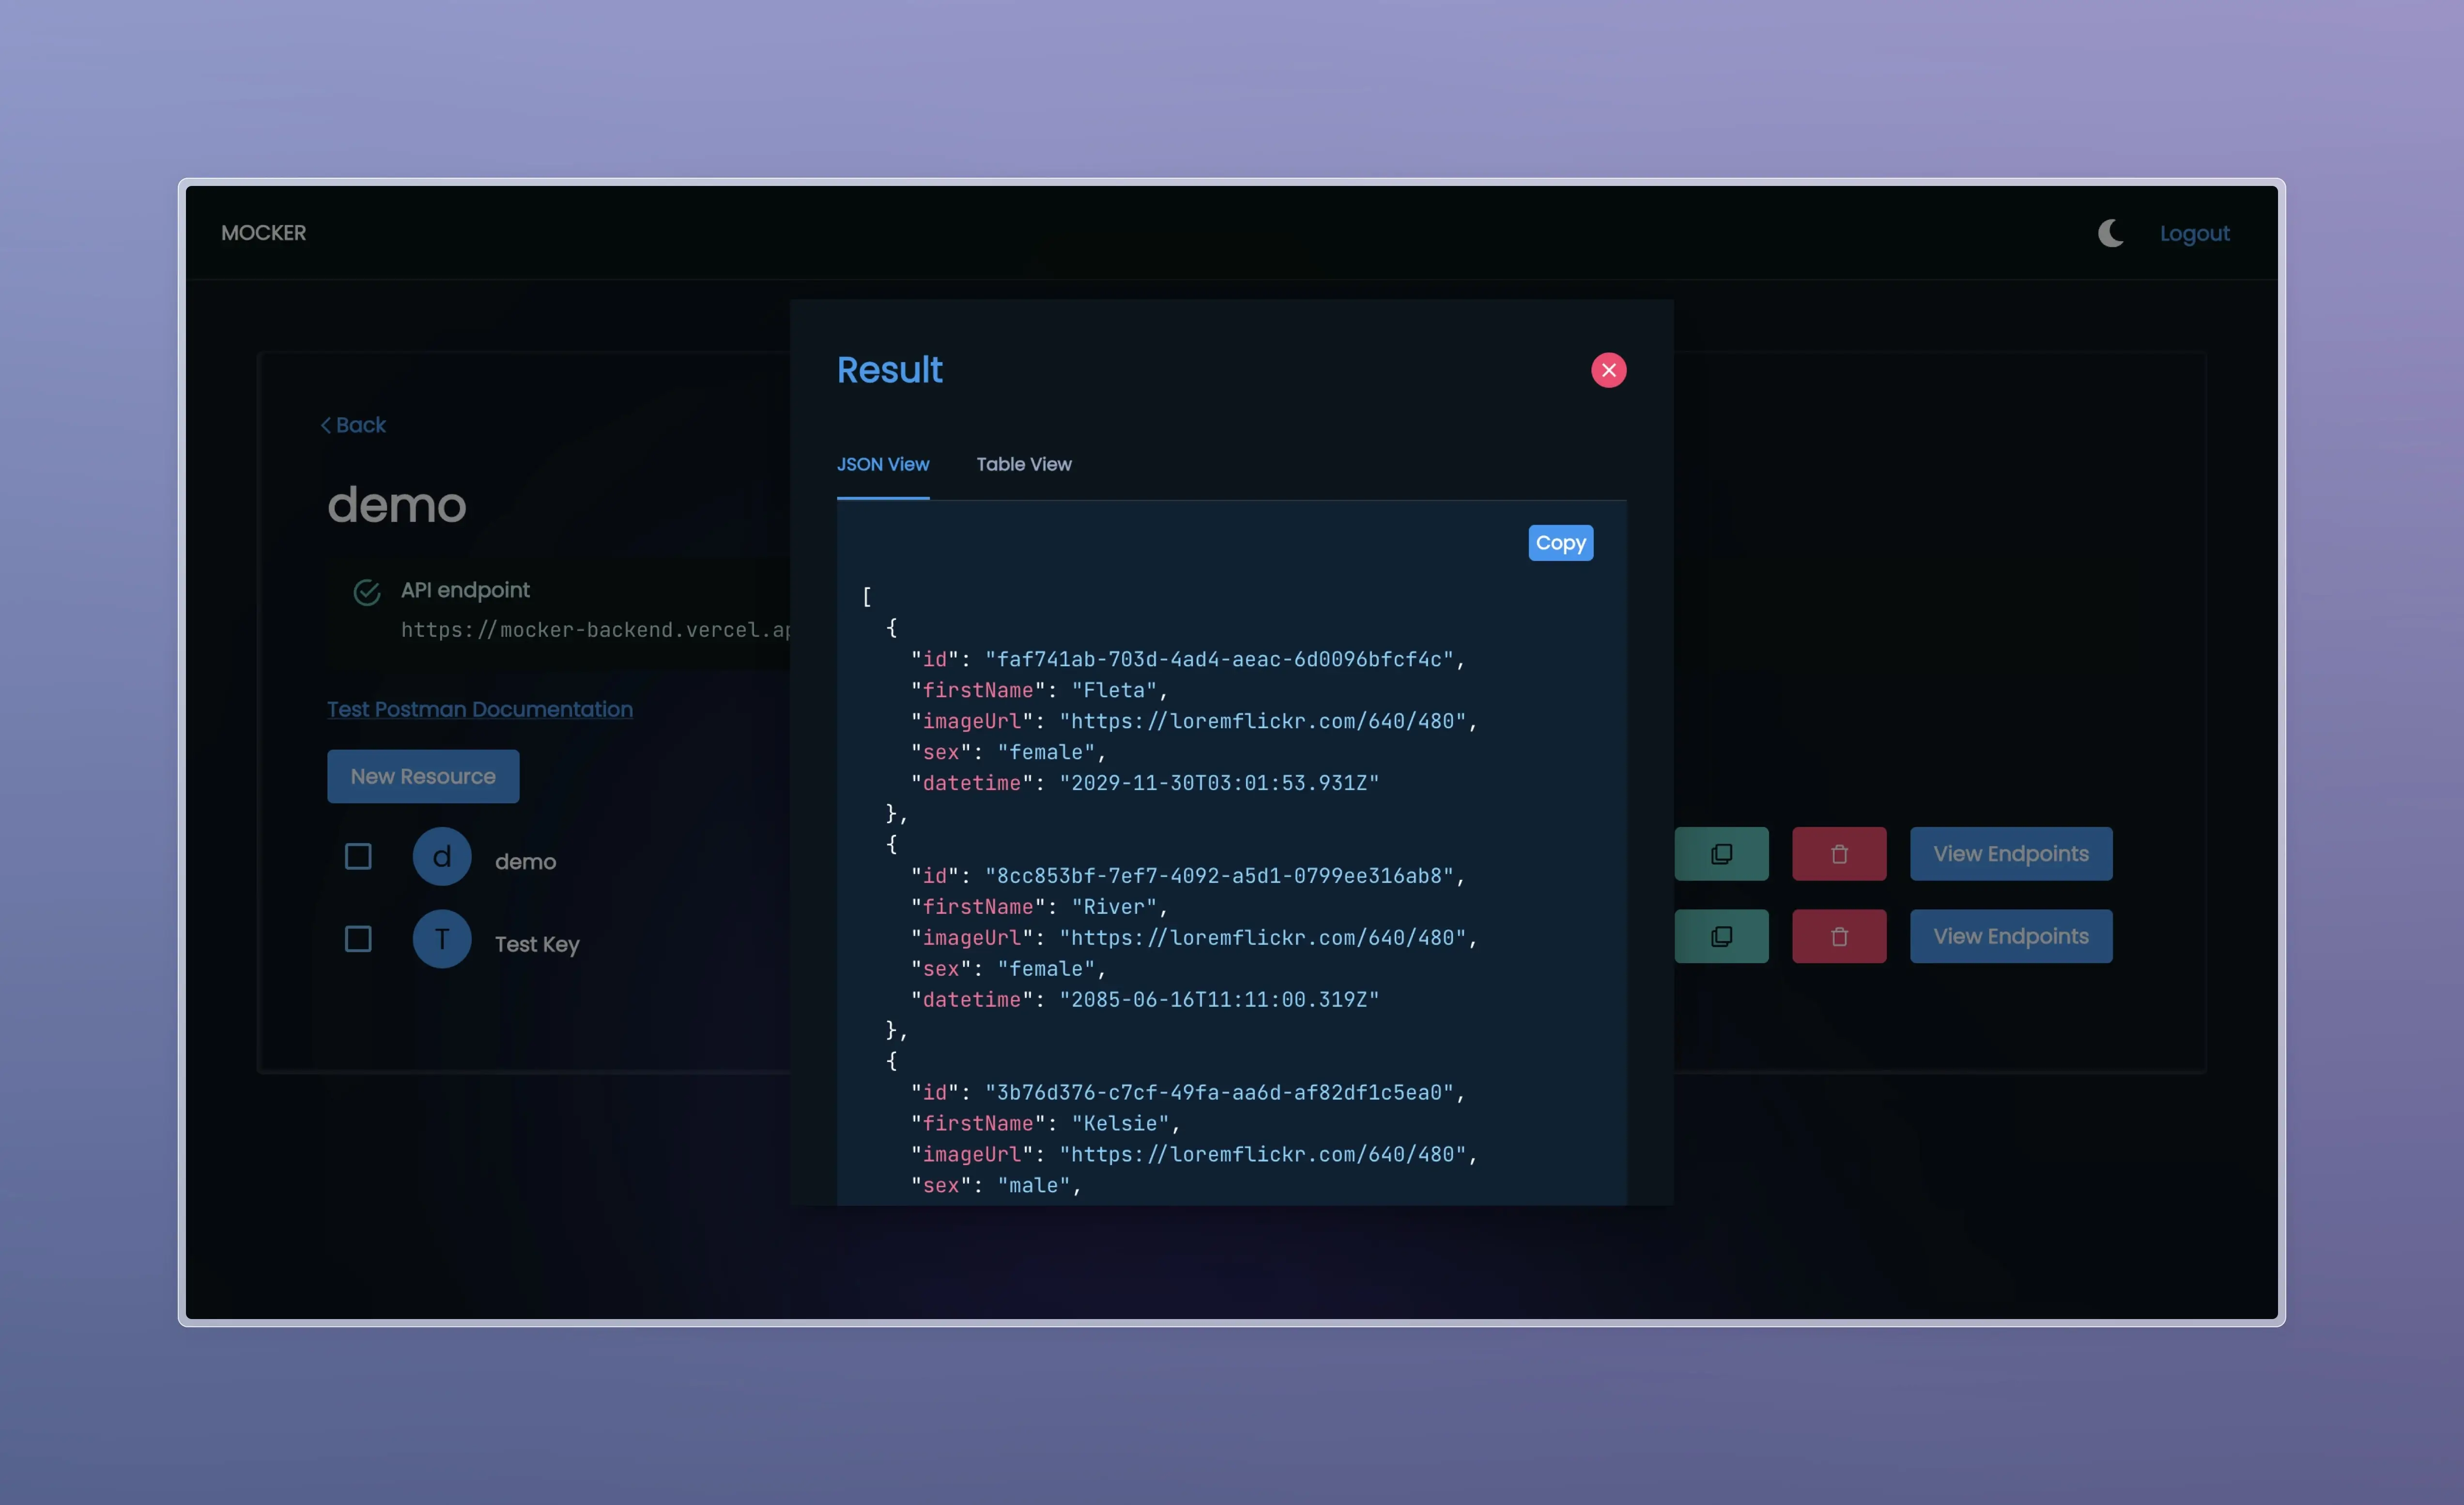 MOCKER
Logout
Back
demo
API endpoint
https://mocker-backend.vercel.ap
Test Postman Documentation
New Resource
d
demo
View Endpoints
T
Test Key
View Endpoints
Result
JSON View
Table View
Copy
[
{
"id": "faf741ab-703d-4ad4-aeac-6d0096bfcf4c",
"firstName": "Fleta",
"imageUrl": "https://loremflickr.com/640/480",
"sex": "female",
"datetime": "2029-11-30T03:01:53.931Z"
},
{
"id": "8cc853bf-7ef7-4092-a5d1-0799ee316ab8",
"firstName": "River",
"imageUrl": "https://loremflickr.com/640/480",
"sex": "female",
"datetime": "2085-06-16T11:11:00.319Z"
},
{
"id": "3b76d376-c7cf-49fa-aa6d-af82df1c5ea0",
"firstName": "Kelsie",
"imageUrl": "https://loremflickr.com/640/480",
"sex": "male",